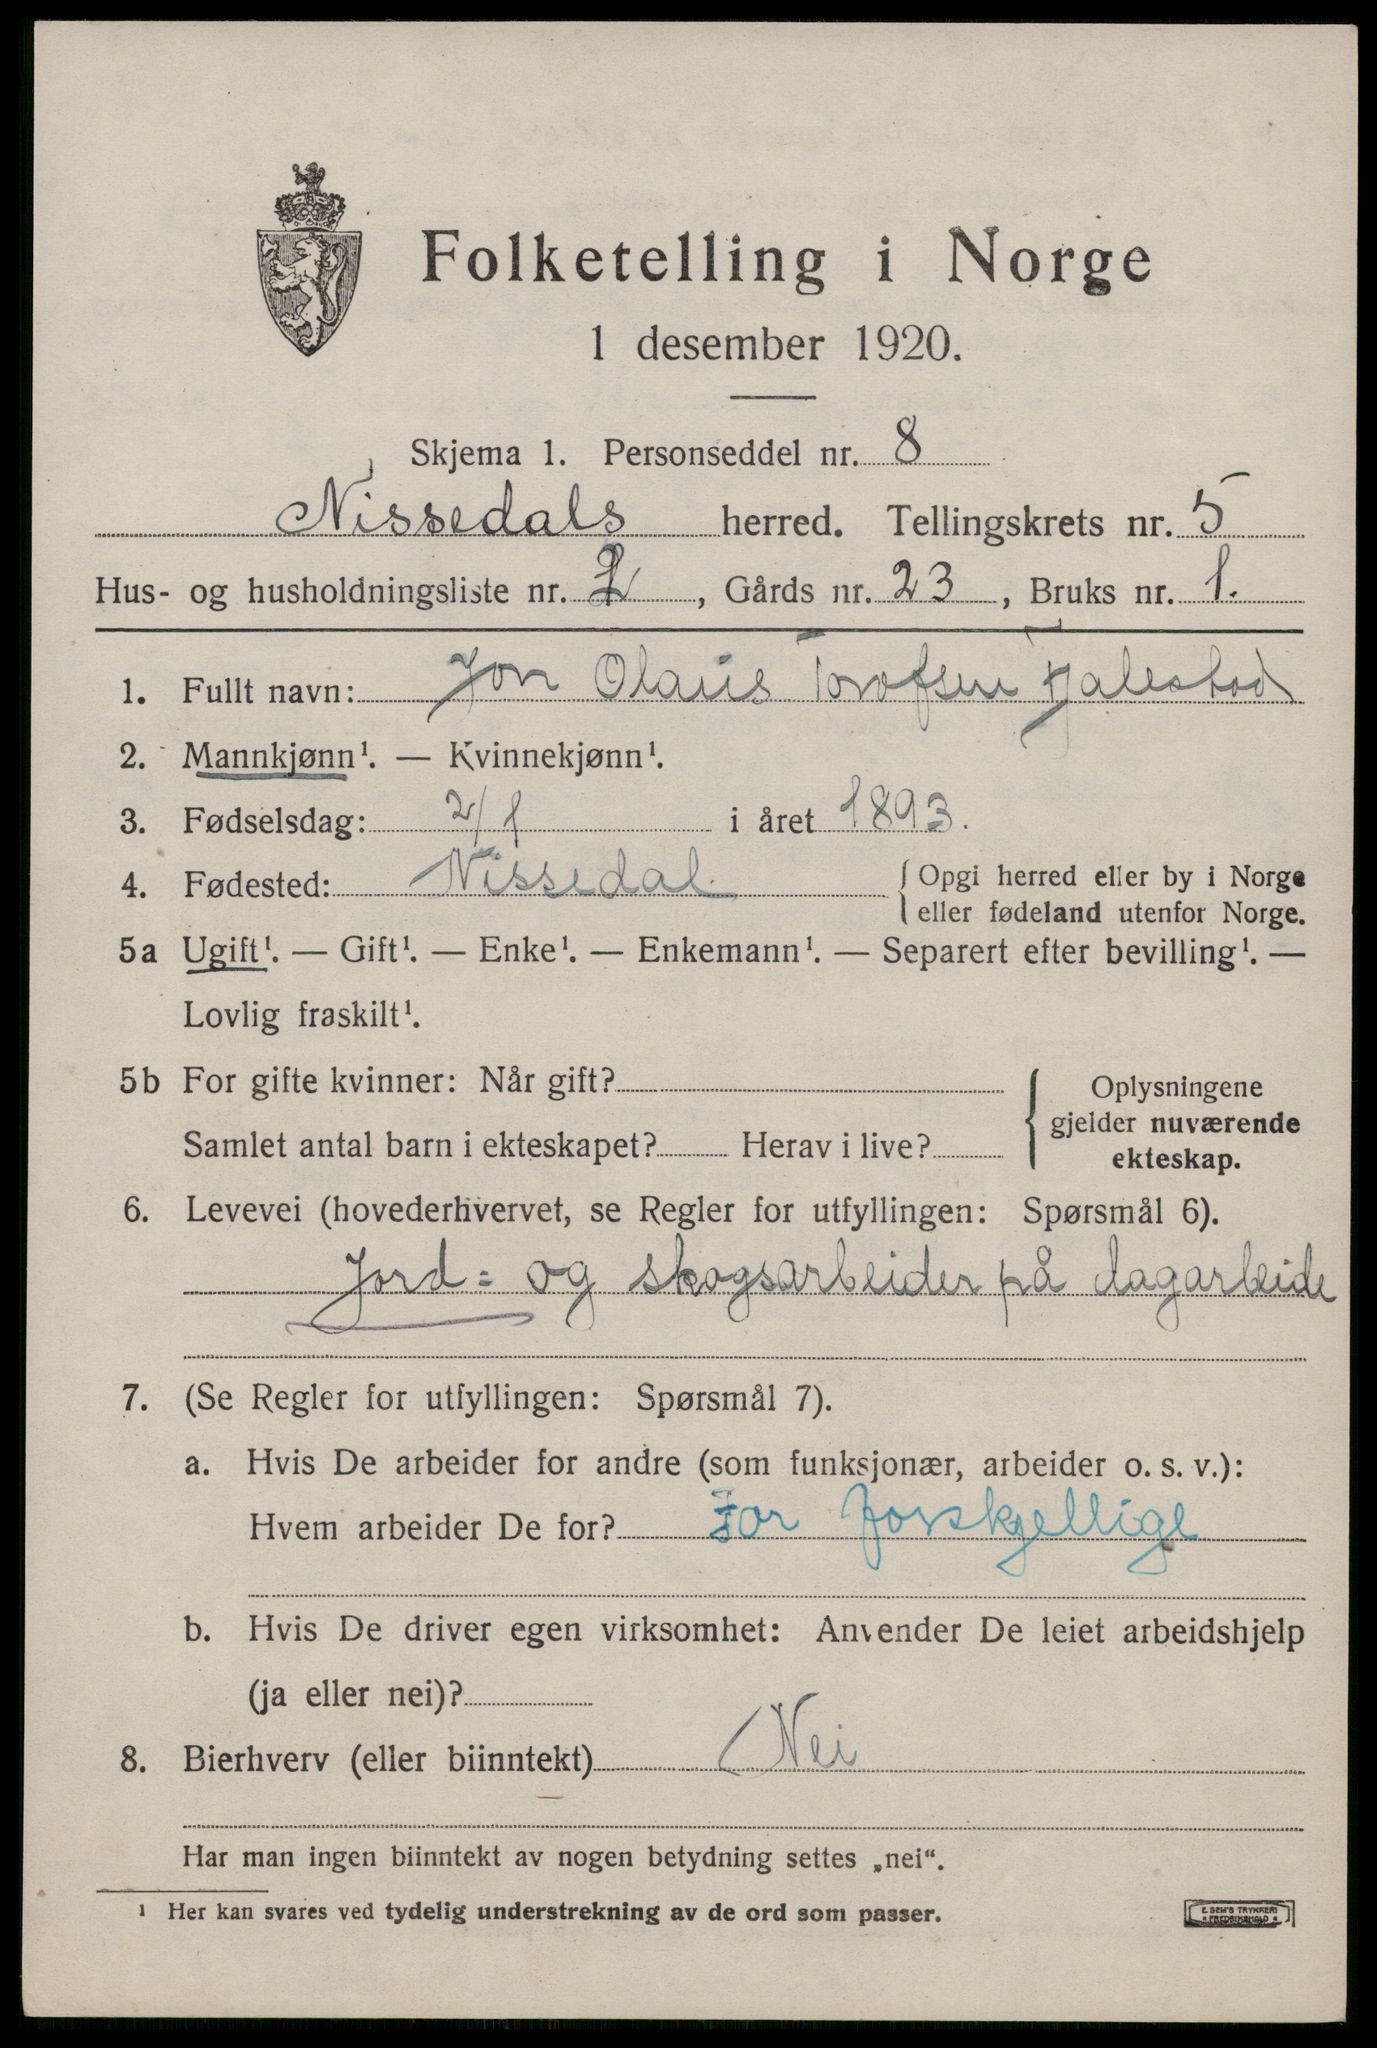 Folketelling i Norge
1 desember 1920.
Skjema 1. Personseddel nr. 8
Nissedals herred. Tellingskrets nr. 5
Hus- og husholdningsliste nr. 2, Gårds nr. 23, Bruks nr. 1.
1. Fullt navn: Jon Olaus
2. Mannkjønn¹. — Kvinnekjønn¹.
3. Fødselsdag: 2/1 i året 1893.
4. Fødested: Nissedal { Opgi herred eller by i Norge
eller fødeland utenfor Norge.
5a Ugift¹. — Gift¹. — Enke¹. — Enkemann¹. — Separert efter bevilling¹. —
Lovlig fraskilt¹.
5b For gifte kvinner: Når gift?
Samlet antal barn i ekteskapet? Herav i live?
{ Oplysningene
gjelder nuværende
ekteskap.
6. Levevei (hovederhvervet, se Regler for utfyllingen: Spørsmål 6).
Jord= og skogsarbeider på dagarbeide
7. (Se Regler for utfyllingen: Spørsmål 7).
a. Hvis De arbeider for andre (som funksjonær, arbeider o. s. v.):
Hvem arbeider De for? For forskjellige
b. Hvis De driver egen virksomhet: Anvender De leiet arbeidshjelp
(ja eller nei)?
8. Bierhverv (eller biinntekt) Nei
Har man ingen biinntekt av nogen betydning settes „nei“.
¹ Her kan svares ved tydelig understrekning av de ord som passer.
E SEM'S TRYKKERI
• FREDRIKSHALD •